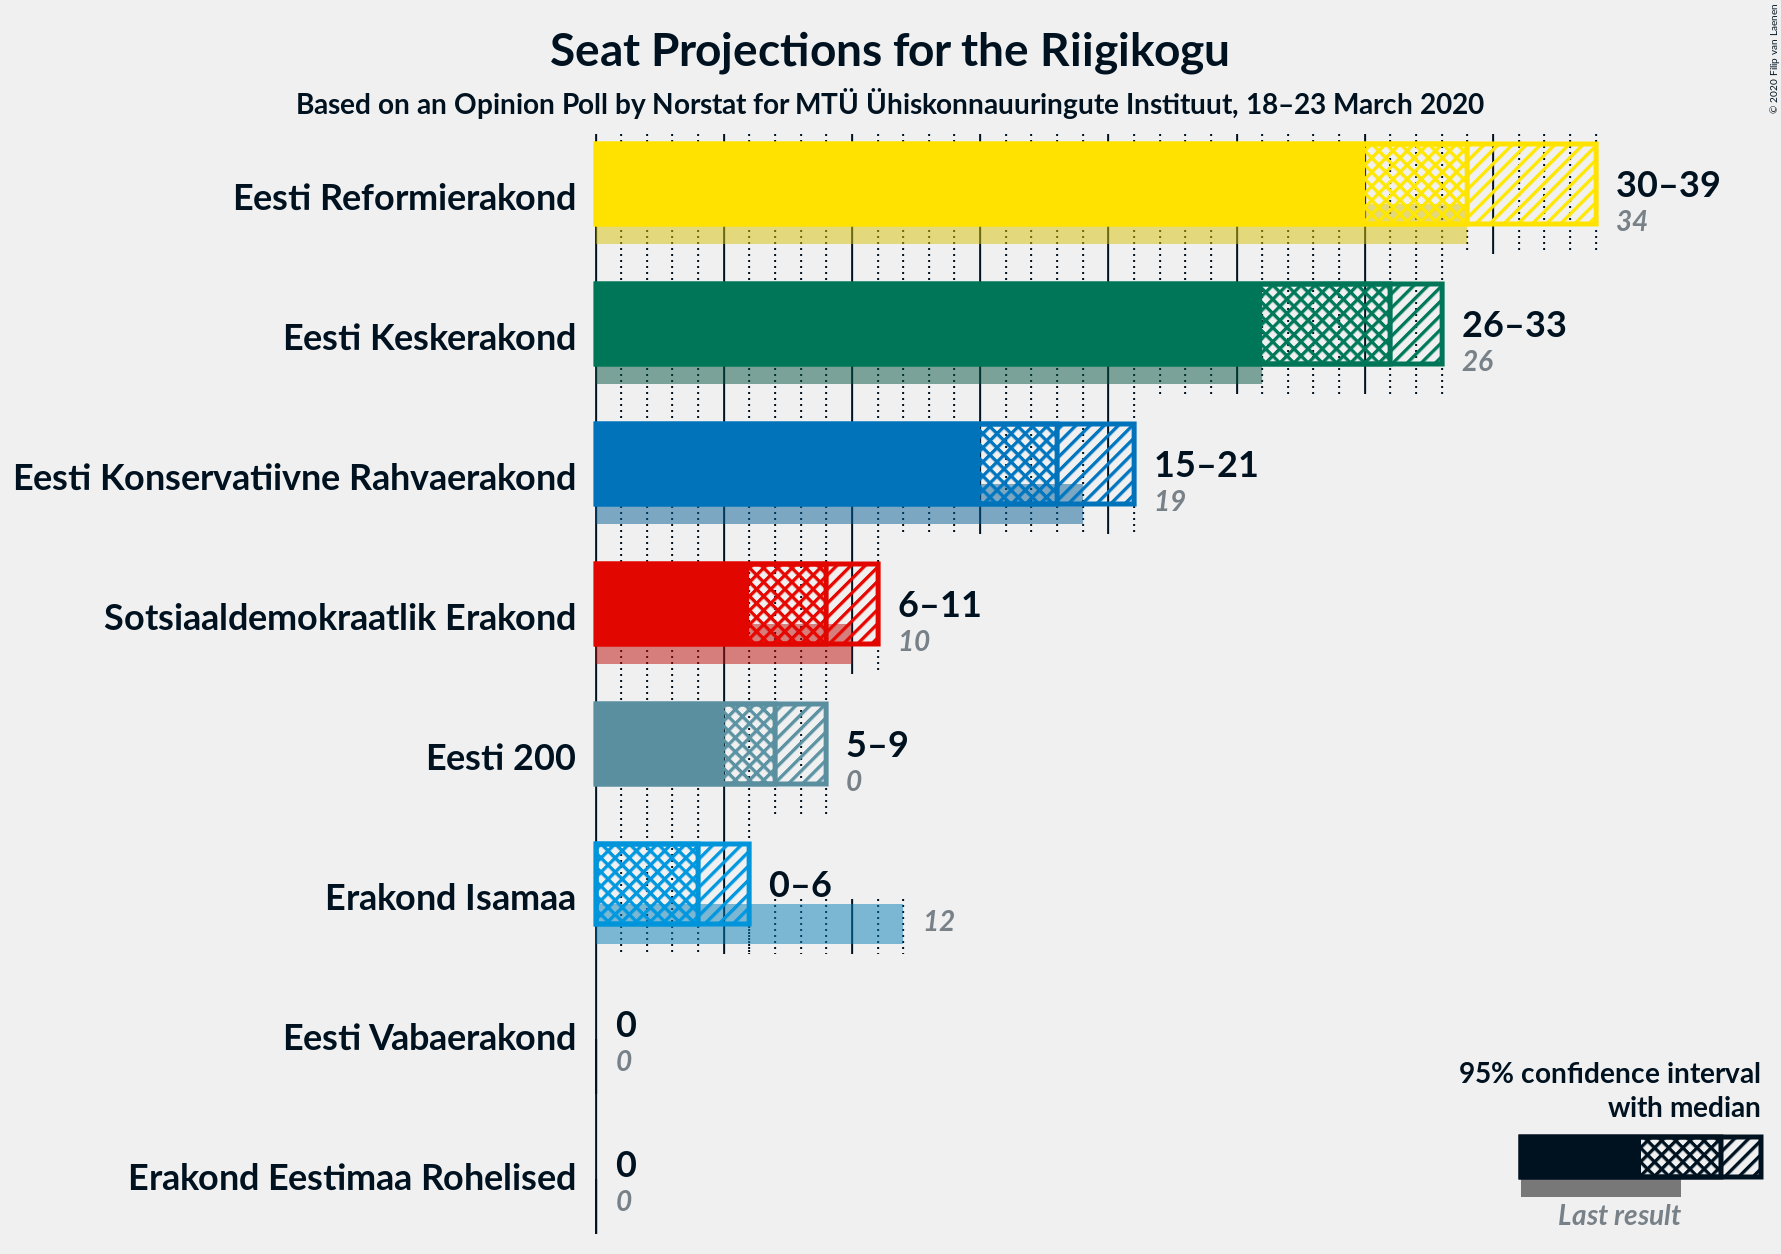 Seat Projections for the Riigikogu
Based on an Opinion Poll by Norstat for MTÜ Ühiskonnauuringute Instituut, 18–23 March 2020
© 2020 Filip van Laenen
Eesti Reformierakond
30–39
34
Eesti Keskerakond
26–33
26
Eesti Konservatiivne Rahvaerakond
15–21
19
Sotsiaaldemokraatlik Erakond
6–11
10
Eesti 200
5–9
0
Erakond Isamaa
0–6
12
Eesti Vabaerakond
0
0
Erakond Eestimaa Rohelised
0
0
95% confidence interval
with median
Last result